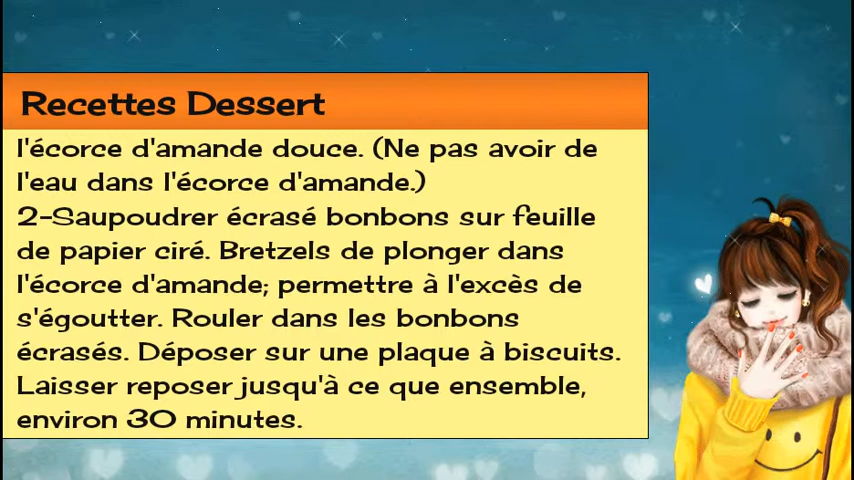 Recettes Dessert
l'écorce d'amande douce. (Ne pas avoir de
l'eau dans l'écorce d'amande.)
2-Saupoudrer écrasé bonbons sur feuille
de papier ciré. Bretzels de plonger dans
l'écorce d'amande; permettre à l'excès de
s'égoutter. Rouler dans les bonbons
écrasés. Déposer sur une plaque à biscuits.
Laisser reposer jusqu'à ce que ensemble,
environ 30 minutes.